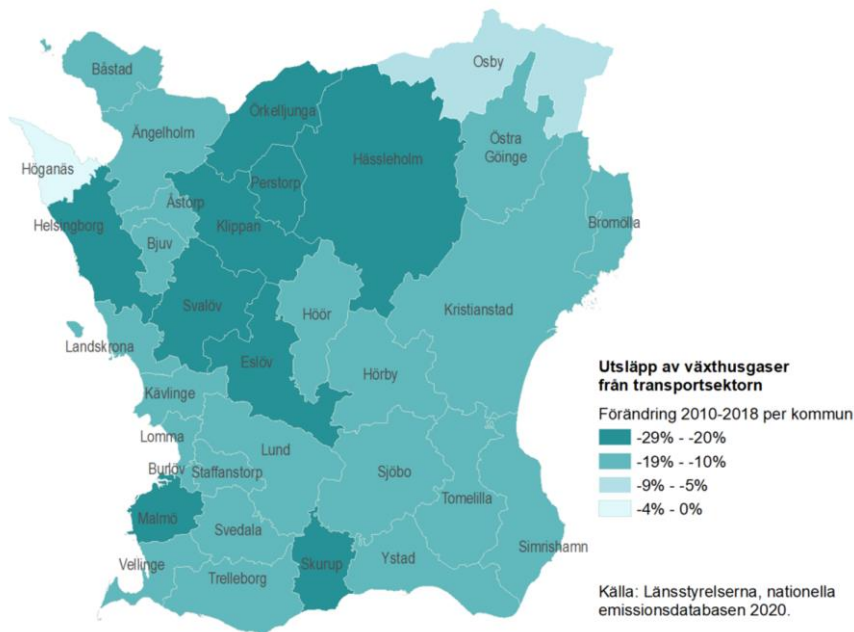 Båstad
Osby
Örkelljunga
Ängelholm
Östra
Göinge
Hässleholm
Höganäs
Perstorp
Åstorp
Bromölla
Helsingborg
Klippan
Bjuv
Svalöv
Höör
Kristianstad
Landskrona
Eslöv
Hörby
Kävlinge
Lomma
Lund
Burlöv
Staffanstorp
Sjöbo
Tomelilla
Malmö
Svedala
Simrishamn
Vellinge
Skurup
Ystad
Trelleborg
Utsläpp av växthusgaser
från transportsektorn
Förändring 2010-2018 per kommun
-29% - -20%
-19% - -10%
-9% - -5%
-4% - 0%
Källa: Länsstyrelserna, nationella
emissionsdatabasen 2020.